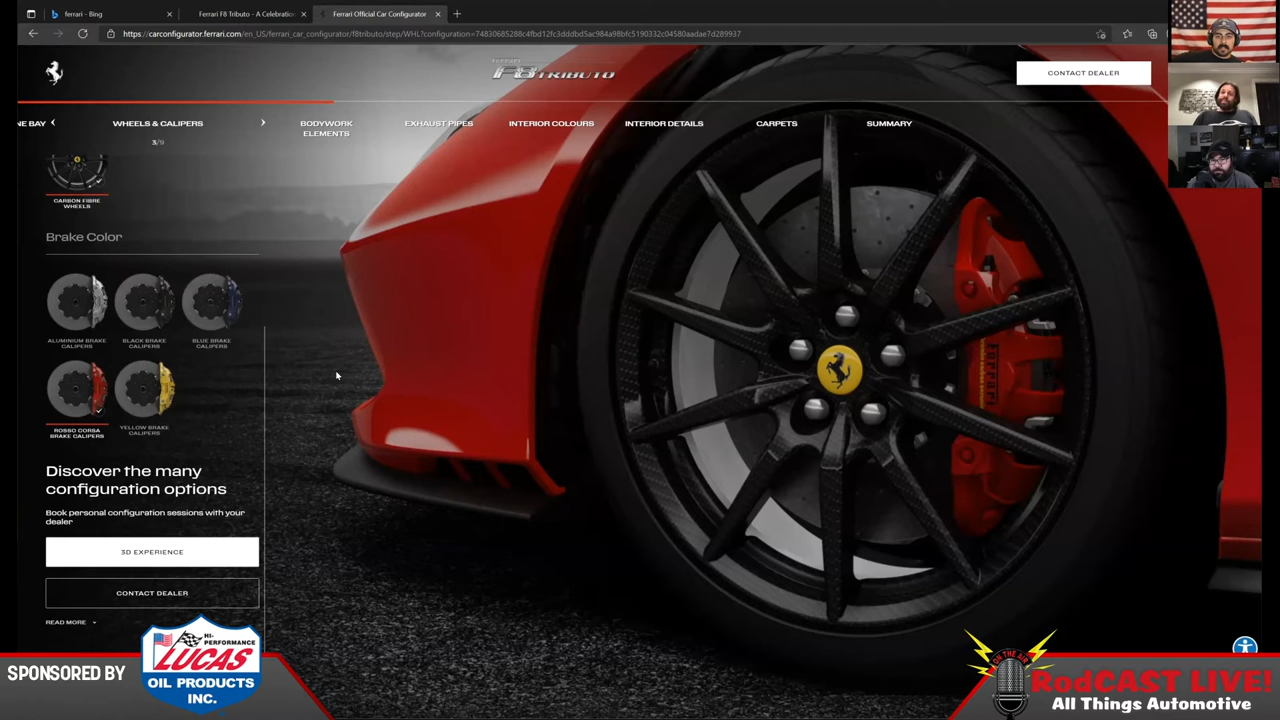 ferrari - Bing
Ferrari F8 Tributo - A Celebration
Ferrari Official Car Configurator
https://carconfigurator.ferrari.com/en_US/ferrari_car_configurator/f8tributo/step/WHL?configuration=74830685288c4fbd12fc3dddbd5ac984a98bfc5190332c04580aadae7d289937
FERRARI
F8 TRIBUTO
CONTACT DEALER
NE BAY
WHEELS & CALIPERS
3/9
BODYWORK
ELEMENTS
EXHAUST PIPES
INTERIOR COLOURS
INTERIOR DETAILS
CARPETS
SUMMARY
CARBON FIBRE
WHEELS
Brake Color
ALUMINIUM BRAKE
CALIPERS
BLACK BRAKE
CALIPERS
BLUE BRAKE
CALIPERS
ROSSO CORSA
BRAKE CALIPERS
YELLOW BRAKE
CALIPERS
Ferrari
Discover the many
configuration options
Book personal configuration sessions with your
dealer
3D EXPERIENCE
CONTACT DEALER
READ MORE
SPONSORED BY
HI-
PERFORMANCE
LUCAS
OIL PRODUCTS
INC.
ON THE AIR
RodCAST LIVE!
All Things Automotive